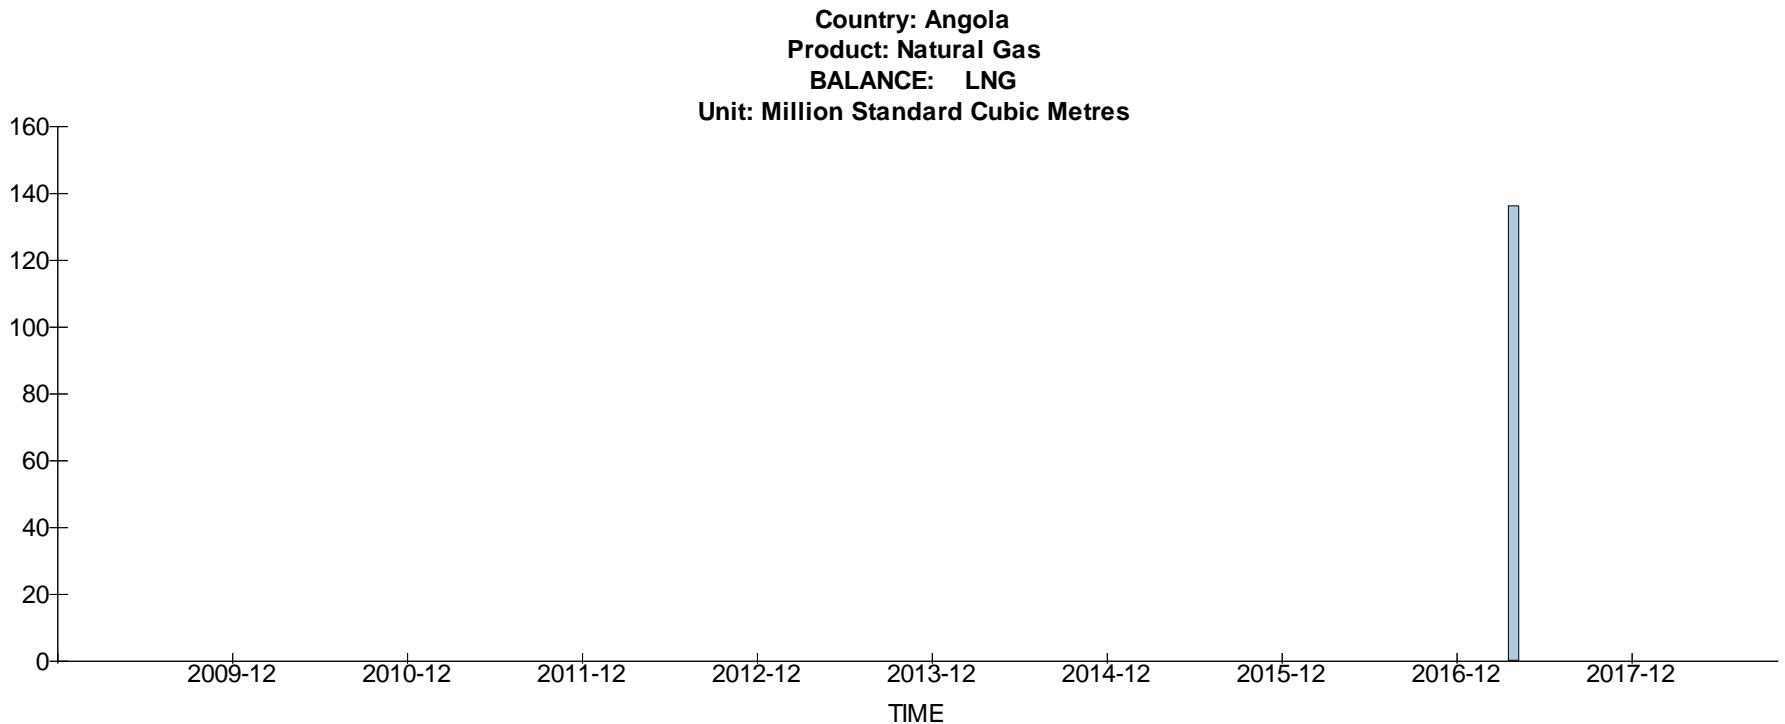 Country: Angola
Product: Natural Gas
BALANCE: LNG
Unit: Million Standard Cubic Metres
160
140
120
100
80
60
40
20
0
2009-12 2010-12 2011-12 2012-12 2013-12 2014-12 2015-12 2016-12 2017-12
TIME